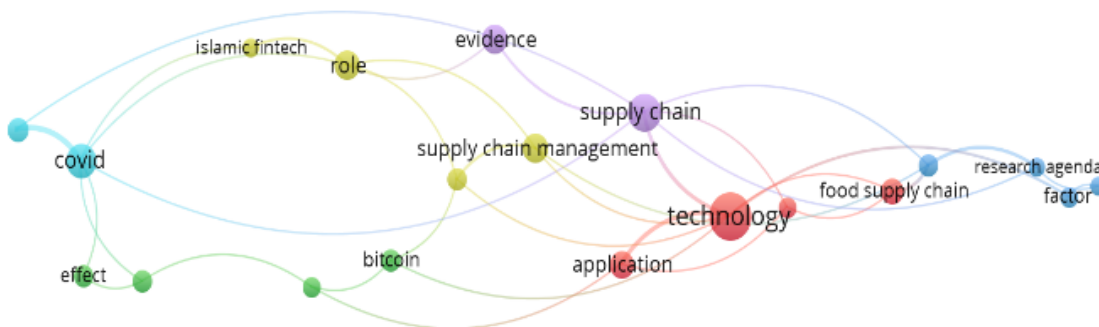 evidence
islamic fintech
role
supply chain
supply chain management
covid
research agenda
food supply chain
factor
technology
bitcoin
application
effect